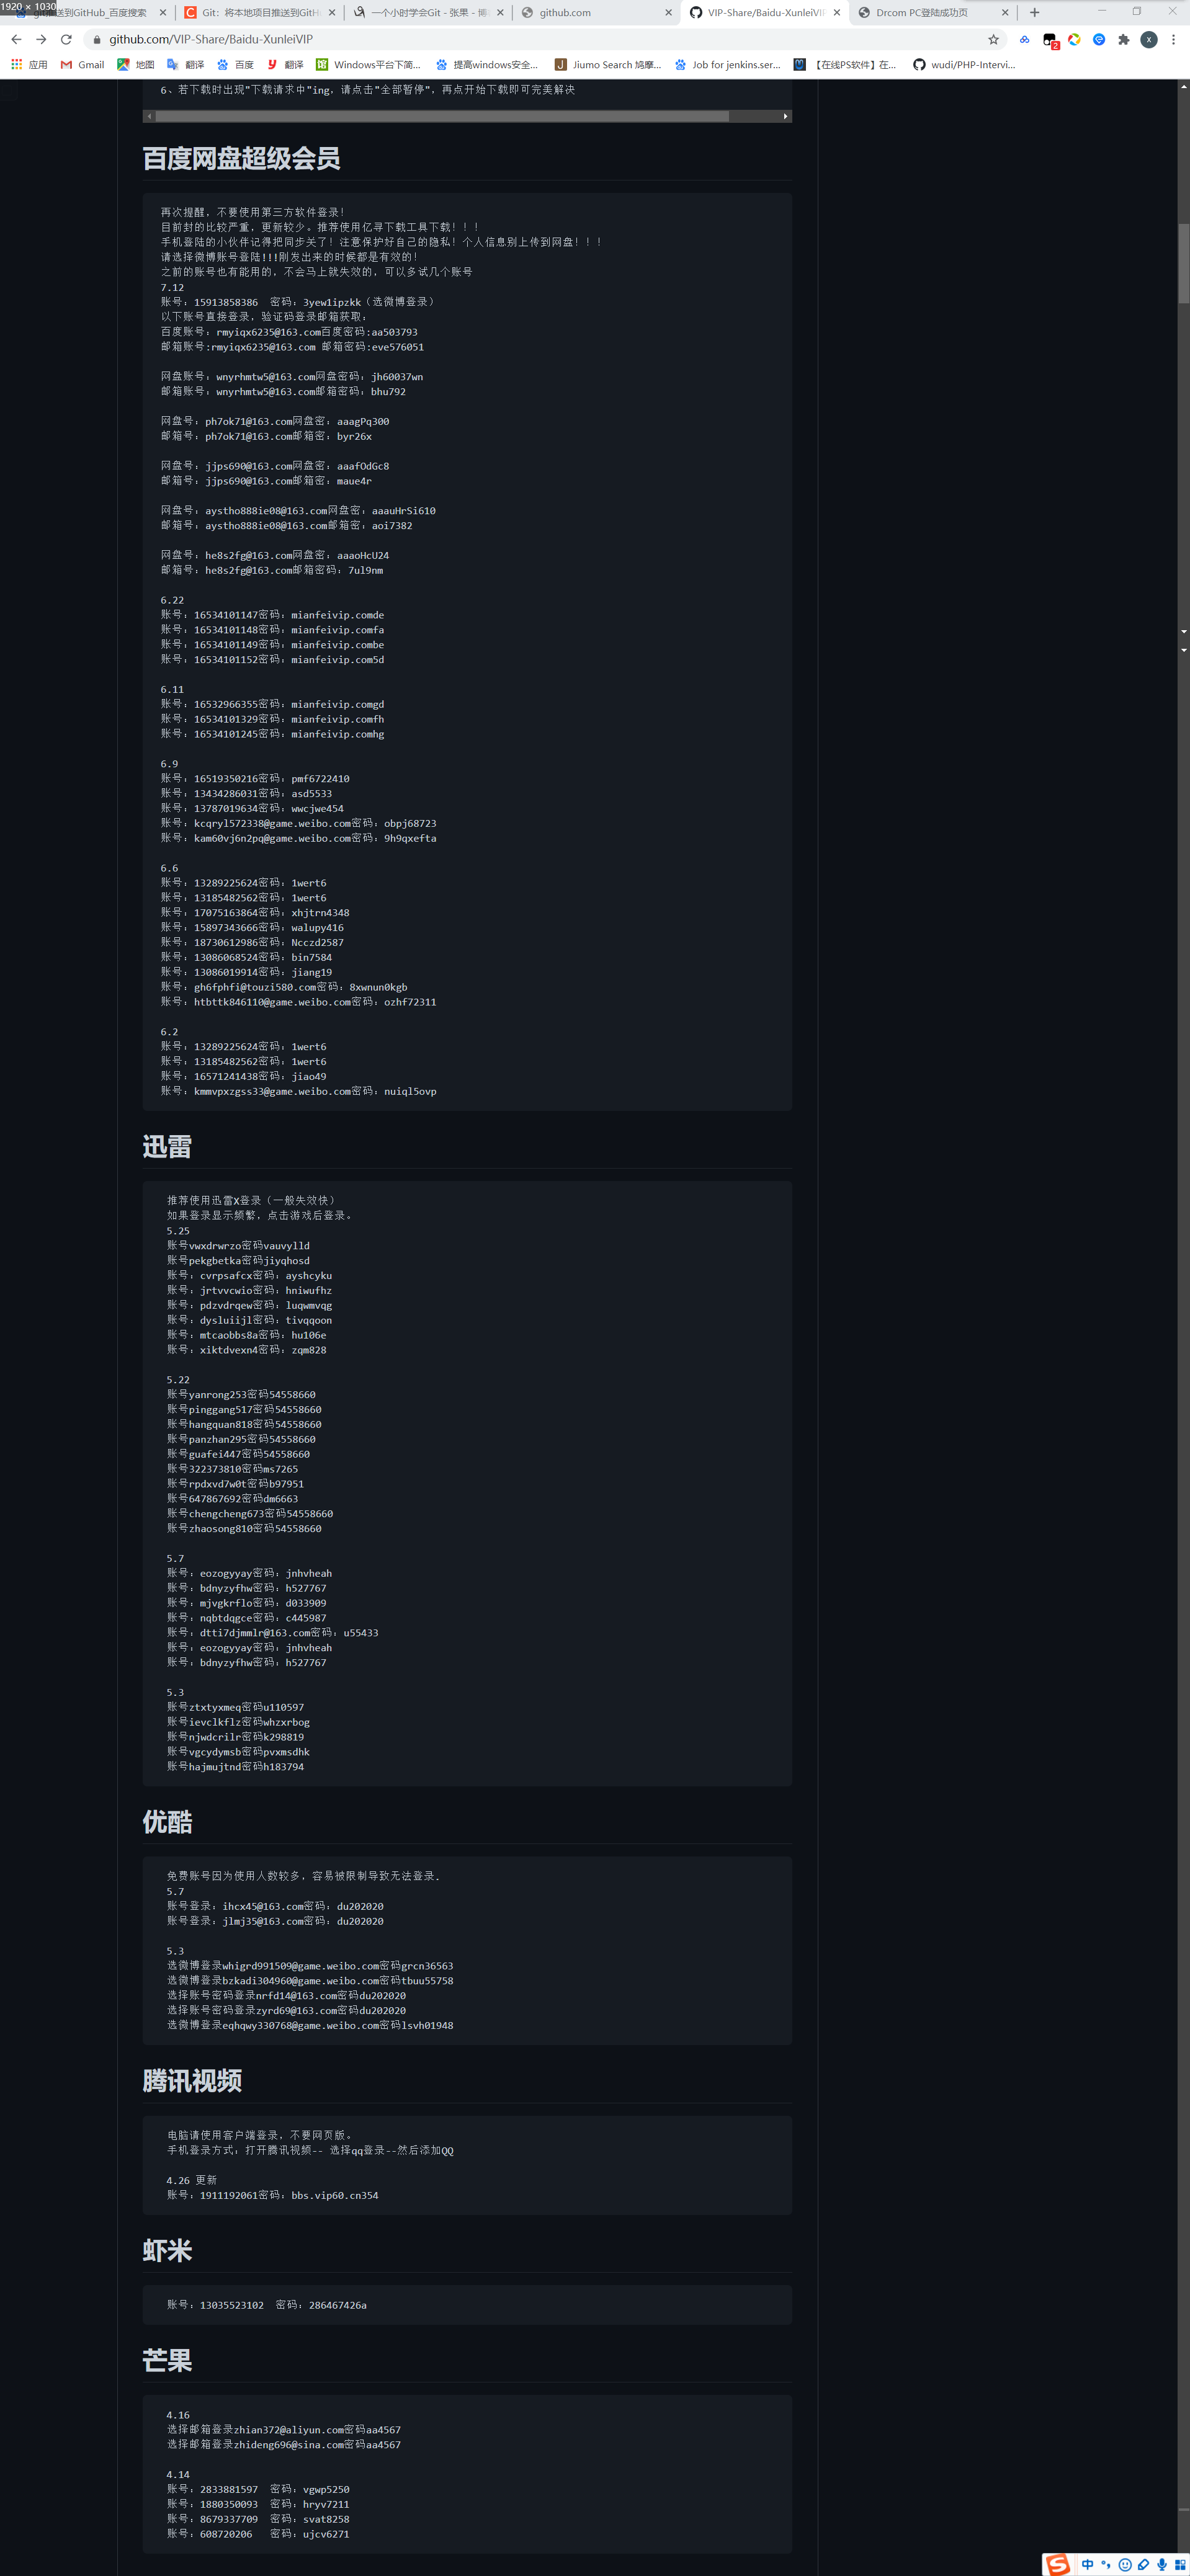 1920 × 1030
git推送到GitHub_百度搜索
Git：将本地项目推送到GitH
一个小时学会Git - 张果 - 博
github.com
VIP-Share/Baidu-XunleiVIP
Drcom PC登陆成功页
github.com/VIP-Share/Baidu-XunleiVIP
2
X
应用
Gmail
地图
翻译
百度
翻译
Windows平台下简...
提高windows安全...
Jiumo Search 鸠摩...
Job for jenkins.ser...
【在线PS软件】在...
wudi/PHP-Intervi...
6、若下载时出现"下载请求中"ing，请点击"全部暂停"，再点开始下载即可完美解决
百度网盘超级会员
再次提醒，不要使用第三方软件登录！
目前封的比较严重，更新较少。推荐使用亿寻下载工具下载！！！
手机登陆的小伙伴记得把同步关了！注意保护好自己的隐私！个人信息别上传到网盘！！！
请选择微博账号登陆!!!刚发出来的时候都是有效的！
之前的账号也有能用的，不会马上就失效的，可以多试几个账号
7.12
账号：15913858386  密码：3yew1ipzkk（选微博登录）
以下账号直接登录，验证码登录邮箱获取：
百度账号：rmyiqx6235@163.com百度密码:aa503793
邮箱账号:rmyiqx6235@163.com 邮箱密码:eve576051
网盘账号：wnyrhmtw5@163.com网盘密码：jh60037wn
邮箱账号：wnyrhmtw5@163.com邮箱密码：bhu792
网盘号：ph7ok71@163.com网盘密：aaagPq300
邮箱号：ph7ok71@163.com邮箱密：byr26x
网盘号：jjps690@163.com网盘密：aaafOdGc8
邮箱号：jjps690@163.com邮箱密：maue4r
网盘号：aystho888ie08@163.com网盘密：aaauHrSi610
邮箱号：aystho888ie08@163.com邮箱密：aoi7382
网盘号：he8s2fg@163.com网盘密：aaaoHcU24
邮箱号：he8s2fg@163.com邮箱密码：7ul9nm
6.22
账号：16534101147密码：mianfeivip.comde
账号：16534101148密码：mianfeivip.comfa
账号：16534101149密码：mianfeivip.combe
账号：16534101152密码：mianfeivip.com5d
6.11
账号：16532966355密码：mianfeivip.comgd
账号：16534101329密码：mianfeivip.comfh
账号：16534101245密码：mianfeivip.comhg
6.9
账号：16519350216密码：pmf6722410
账号：13434286031密码：asd5533
账号：13787019634密码：wwcjwe454
账号：kcqryl572338@game.weibo.com密码：obpj68723
账号：kam60vj6n2pq@game.weibo.com密码：9h9qxefta
6.6
账号：13289225624密码：1wert6
账号：13185482562密码：1wert6
账号：17075163864密码：xhjtrn4348
账号：15897343666密码：walupy416
账号：18730612986密码：Ncczd2587
账号：13086068524密码：bin7584
账号：13086019914密码：jiang19
账号：gh6fphfi@touzi580.com密码：8xwnun0kgb
账号：htbttk846110@game.weibo.com密码：ozhf72311
6.2
账号：13289225624密码：1wert6
账号：13185482562密码：1wert6
账号：16571241438密码：jiao49
账号：kmmvpxzgss33@game.weibo.com密码：nuiql5ovp
迅雷
推荐使用迅雷X登录（一般失效快）
如果登录显示频繁，点击游戏后登录。
5.25
账号vwxdrwrzo密码vauvylld
账号pekgbetka密码jiyqhosd
账号：cvrpsafcx密码：ayshcyku
账号：jrtvvcwio密码：hniwufhz
账号：pdzvdrqew密码：luqwmvqg
账号：dysluiijl密码：tivqqoon
账号：mtcaobbs8a密码：hu106e
账号：xiktdvexn4密码：zqm828
5.22
账号yanrong253密码54558660
账号pinggang517密码54558660
账号hangquan818密码54558660
账号panzhan295密码54558660
账号guafei447密码54558660
账号322373810密码ms7265
账号rpdxvd7w0t密码b97951
账号647867692密码dm6663
账号chengcheng673密码54558660
账号zhaosong810密码54558660
5.7
账号：eozogyyay密码：jnhvheah
账号：bdnyzyfhw密码：h527767
账号：mjvgkrflo密码：d033909
账号：nqbtdqgce密码：c445987
账号：dtti7djmmlr@163.com密码：u55433
账号：eozogyyay密码：jnhvheah
账号：bdnyzyfhw密码：h527767
5.3
账号ztxtyxmeq密码u110597
账号ievclkflz密码whzxrbog
账号njwdcrilr密码k298819
账号vgcydymsb密码pvxmsdhk
账号hajmujtnd密码h183794
优酷
免费账号因为使用人数较多，容易被限制导致无法登录.
5.7
账号登录：ihcx45@163.com密码：du202020
账号登录：jlmj35@163.com密码：du202020
5.3
选微博登录whigrd991509@game.weibo.com密码grcn36563
选微博登录bzkadi304960@game.weibo.com密码tbuu55758
选择账号密码登录nrfd14@163.com密码du202020
选择账号密码登录zyrd69@163.com密码du202020
选微博登录eqhqwy330768@game.weibo.com密码lsvh01948
腾讯视频
电脑请使用客户端登录，不要网页版。
手机登录方式：打开腾讯视频-- 选择qq登录--然后添加QQ
4.26 更新
账号：1911192061密码：bbs.vip60.cn354
虾米
账号：13035523102  密码：286467426a
芒果
4.16
选择邮箱登录zhian372@aliyun.com密码aa4567
选择邮箱登录zhideng696@sina.com密码aa4567
4.14
账号：2833881597  密码：vgwp5250
账号：1880350093  密码：hryv7211
账号：8679337709  密码：svat8258
账号：608720206   密码：ujcv6271
中